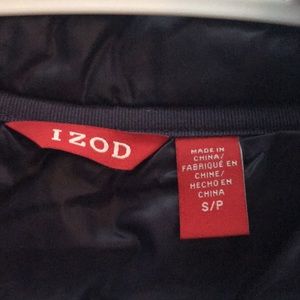 IZOD
MADE IN
CHINA/
FABRIQUÉ EN
CHINE/
HECHO EN
CHINA
S/P